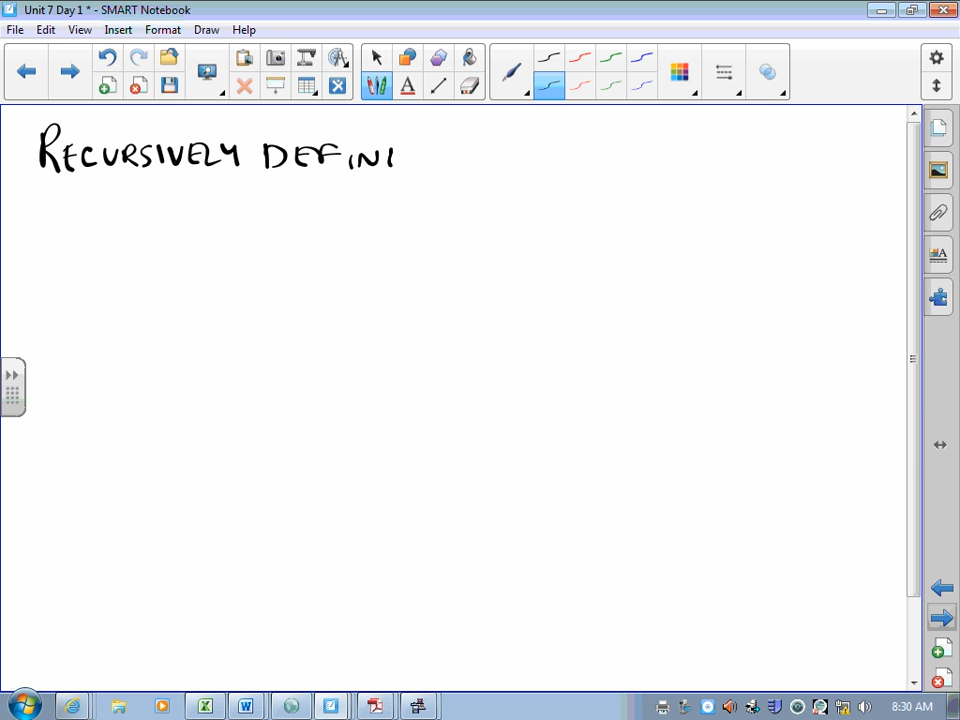 Unit 7 Day 1 * - SMART Notebook
File Edit View Insert Format Draw Help
RECURSIVELY DEFINI
8:30 AM